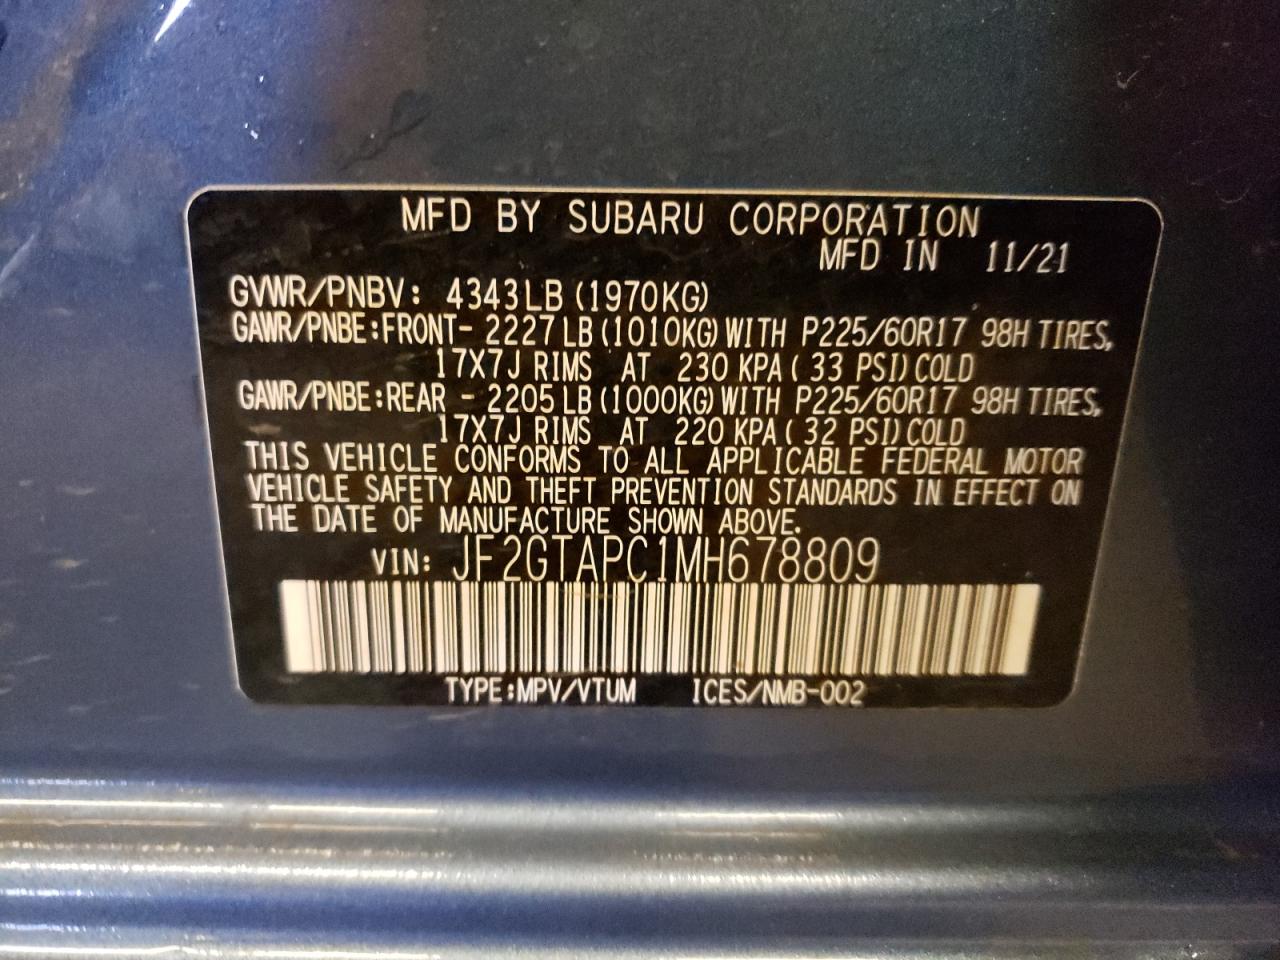 MFD BY SUBARU CORPORATION
MFD IN 11/21
GVWR/PNBV: 4343LB (1970KG)
GAWR/PNBE:FRONT- 2227LB (1010KG) WITH P225/60R17 98H TIRES,
17X7J RIMS AT 230 KPA ( 33 PSI) COLD
GAWR/PNBE:REAR - 2205LB (1000KG) WITH P225/60R17 98H TIRES,
17X7J RIMS AT 220 KPA ( 32 PSI) COLD
THIS VEHICLE CONFORMS TO ALL APPLICABLE FEDERAL MOTOR
VEHICLE SAFETY AND THEFT PREVENTION STANDARDS IN EFFECT ON
THE DATE OF MANUFACTURE SHOWN ABOVE.
VIN: JF2GTAPC1MH678809
TYPE:MPV/VTUM ICES/NMB-002